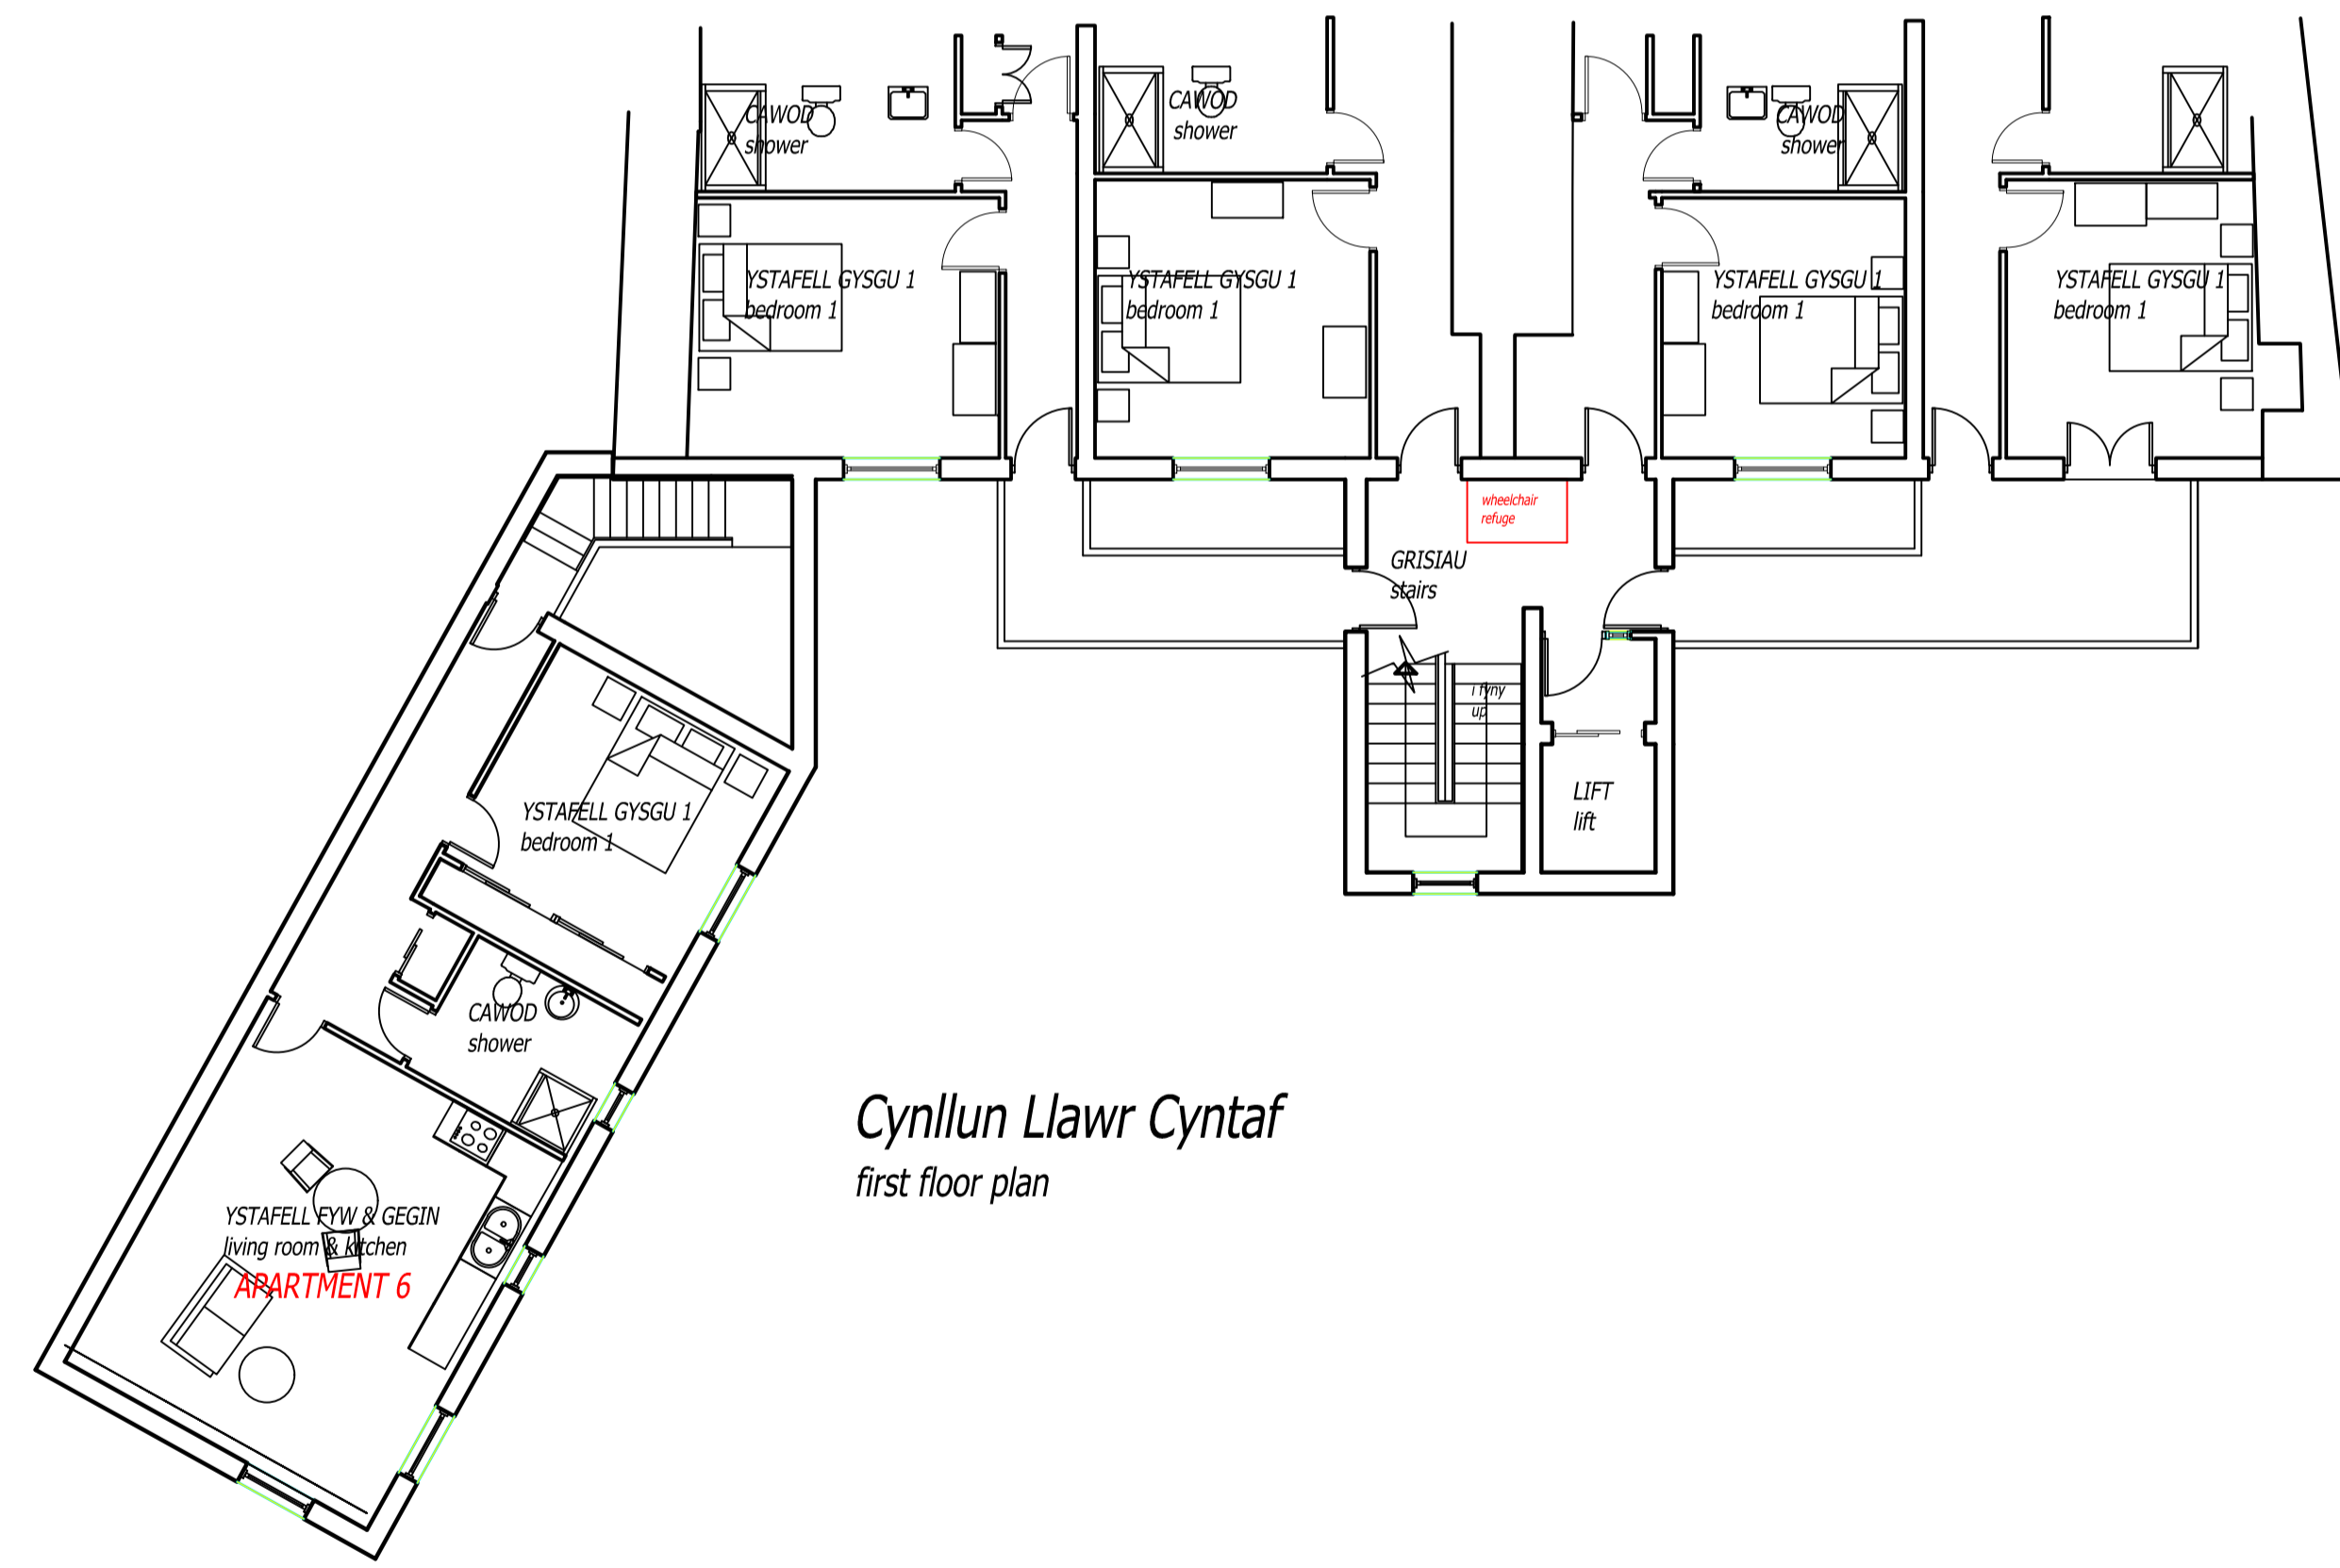 CAWOD
shower
CAWOD
shower
CAWOD
shower
YSTAFELL GYSGU 1
bedroom 1
YSTAFELL GYSGU 1
bedroom 1
YSTAFELL GYSGU 1
bedroom 1
YSTAFELL GYSGU 1
bedroom 1
wheelchair
refuge
GRISIAU
stairs
i fyny
up
LIFT
lift
YSTAFELL GYSGU 1
bedroom 1
CAWOD
shower
Cynllun Llawr Cyntaf
first floor plan
YSTAFELL FYW & GEGIN
living room & kitchen
APARTMENT 6